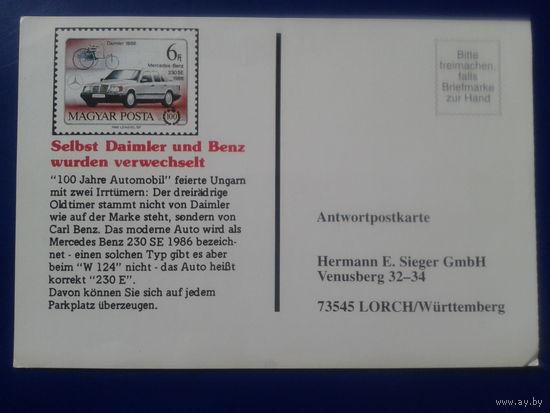 Daimler 1886
6 Ft
Mercedes-Benz
230 SE
1986
100
MAGYAR POSTA
Selbst Daimler und Benz
wurden verwechselt
"100 Jahre Automobil" feierte Ungarn
mit zwei Irrtümern: Der dreirädrige
Oldtimer stammt nicht von Daimler
wie auf der Marke steht, sondern von
Carl Benz. Das moderne Auto wird als
Mercedes Benz 230 SE 1986 bezeich-
net - einen solchen Typ gibt es aber
beim "W 124" nicht - das Auto heißt
korrekt "230 E".
Davon können Sie sich auf jedem
Parkplatz überzeugen.
Bitte
freimachen,
falls
Briefmarke
zur Hand
Antwortpostkarte
Hermann E. Sieger GmbH
Venusberg 32–34
73545 LORCH/Württemberg
www.ay.by